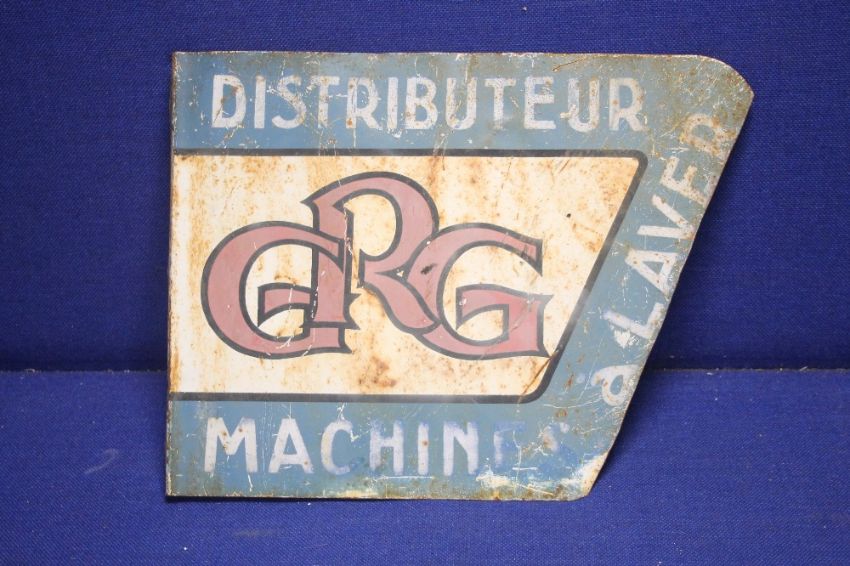 DISTRIBUTEUR
GRG
MACHINES
à LAVER